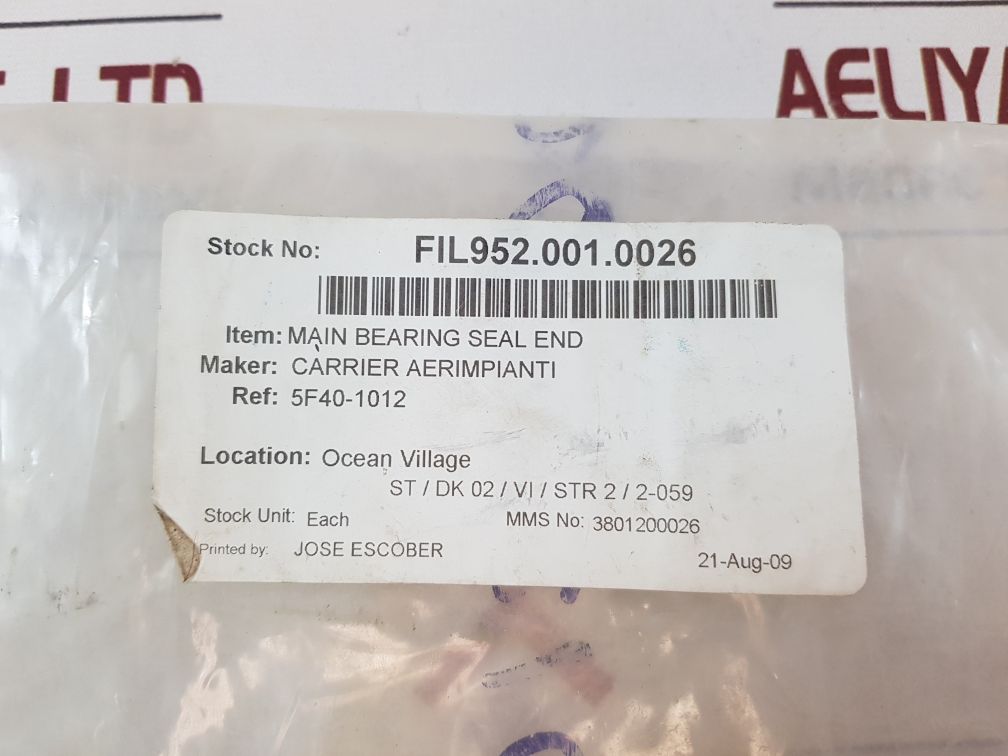 LTD
AELIYA
Stock No: FIL952.001.0026
Item: MAIN BEARING SEAL END
Maker: CARRIER AERIMPIANTI
Ref: 5F40-1012
Location: Ocean Village
ST / DK 02 / VI / STR 2 / 2-059
Stock Unit: Each MMS No: 3801200026
Printed by: JOSE ESCOBER
21-Aug-09